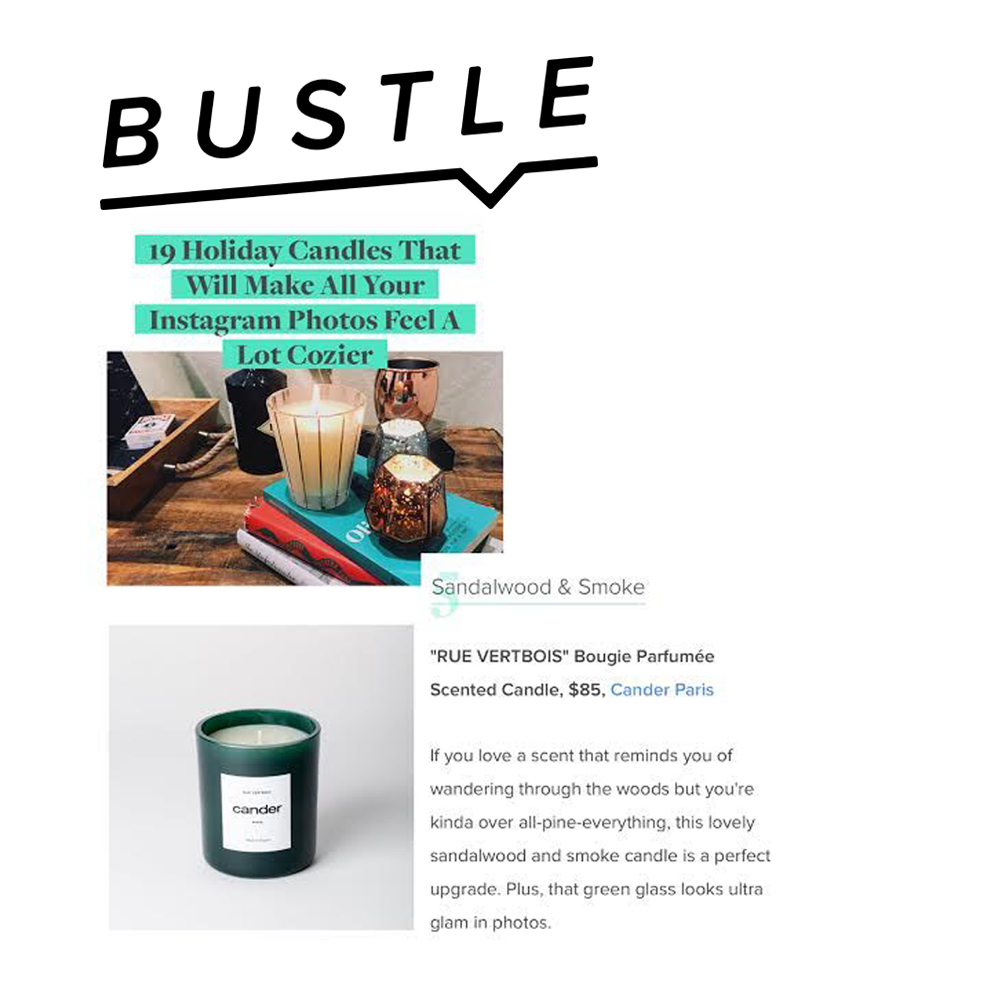 BUSTLE
19 Holiday Candles That
Will Make All Your
Instagram Photos Feel A
Lot Cozier
5
Sandalwood & Smoke
"RUE VERTBOIS" Bougie Parfumée
Scented Candle, $85, Cander Paris
If you love a scent that reminds you of
wandering through the woods but you're
kinda over all-pine-everything, this lovely
sandalwood and smoke candle is a perfect
upgrade. Plus, that green glass looks ultra
glam in photos.
RUE VERTBOIS
cander